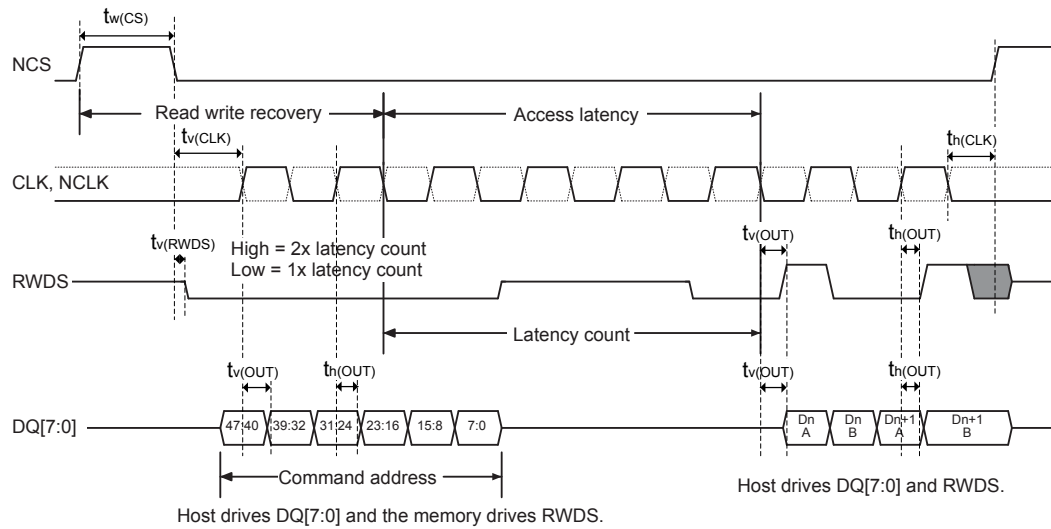 tw(CS)
NCS
Read write recovery
Access latency
tv(CLK)
th(CLK)
CLK, NCLK
tv(RWDS)
High = 2x latency count
Low = 1x latency count
tv(OUT)
th(OUT)
RWDS
Latency count
tv(OUT)
th(OUT)
tv(OUT)
th(OUT)
DQ[7:0]
47:40
39:32
31:24
23:16
15:8
7:0
Dn
A
Dn
B
Dn+1
A
Dn+1
B
Command address
Host drives DQ[7:0] and RWDS.
Host drives DQ[7:0] and the memory drives RWDS.